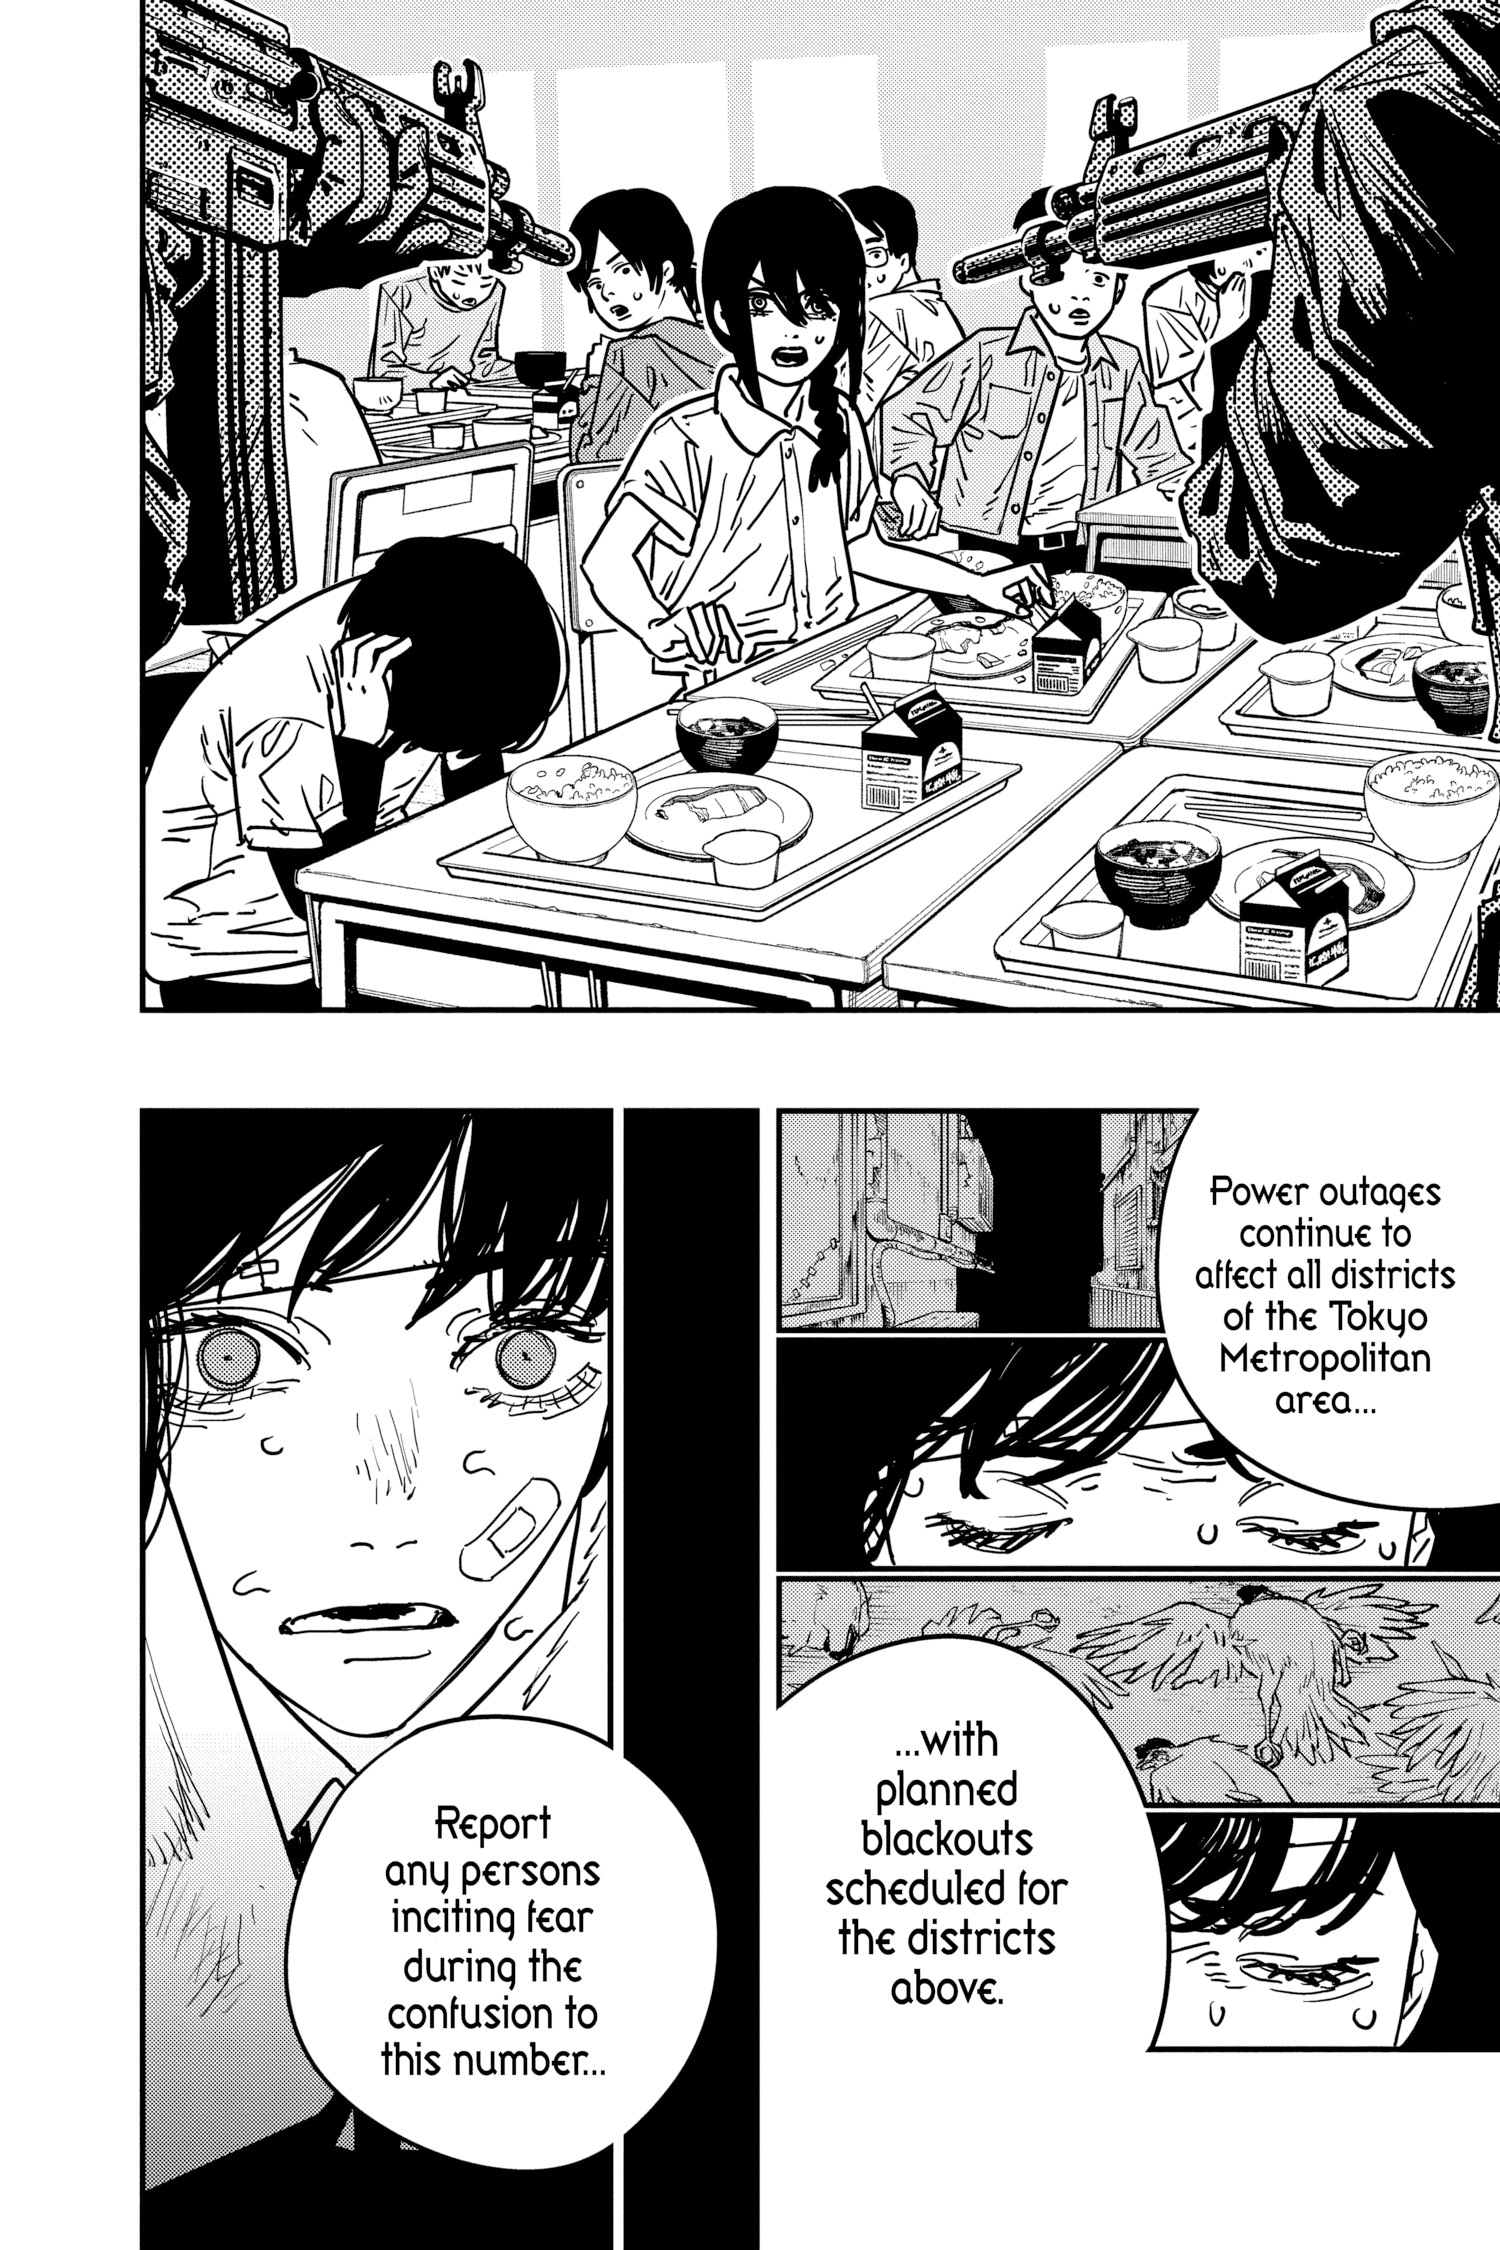 Power outages
continue to
affect all districts
of the Tokyo
Metropolitan
area...
...with
planned
blackouts
scheduled for
the districts
above.
Report
any persons
inciting fear
during the
confusion to
this number...